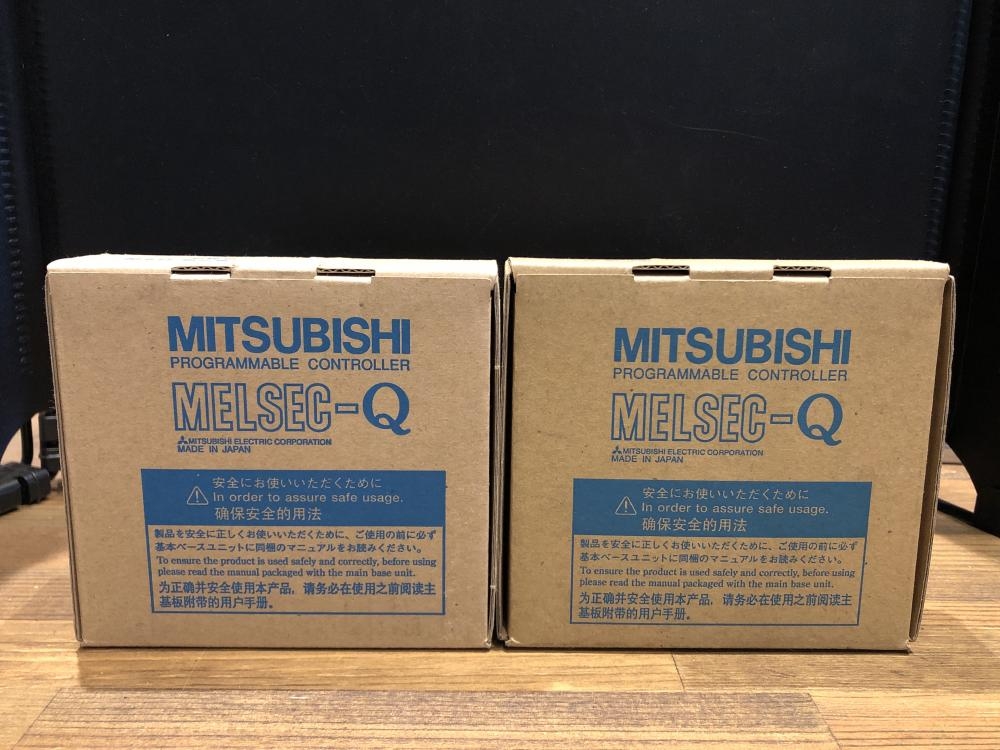 MITSUBISHI
PROGRAMMABLE CONTROLLER
MELSEC-Q
MITSUBISHI ELECTRIC CORPORATION
MADE IN JAPAN
安全にお使いいただくために
In order to assure safe usage.
确保安全的用法
製品を安全に正しくお使いいただくために、ご使用の前に必ず
基本ベースユニットに同梱のマニュアルをお読みください。
To ensure the product is used safely and correctly, before using
please read the manual packaged with the main base unit.
为正确并安全使用本产品，请务必在使用之前阅读主
基板附带的用户手册。
MITSUBISHI
PROGRAMMABLE CONTROLLER
MELSEC-Q
MITSUBISHI ELECTRIC CORPORATION
MADE IN JAPAN
安全にお使いいただくために
In order to assure safe usage.
确保安全的用法
製品を安全に正しくお使いいただくために、ご使用の前に必ず
基本ベースユニットに同梱のマニュアルをお読みください。
To ensure the product is used safely and correctly, before using
please read the manual packaged with the main base unit.
为正确并安全使用本产品，请务必在使用之前阅读主
基板附带的用户手册。